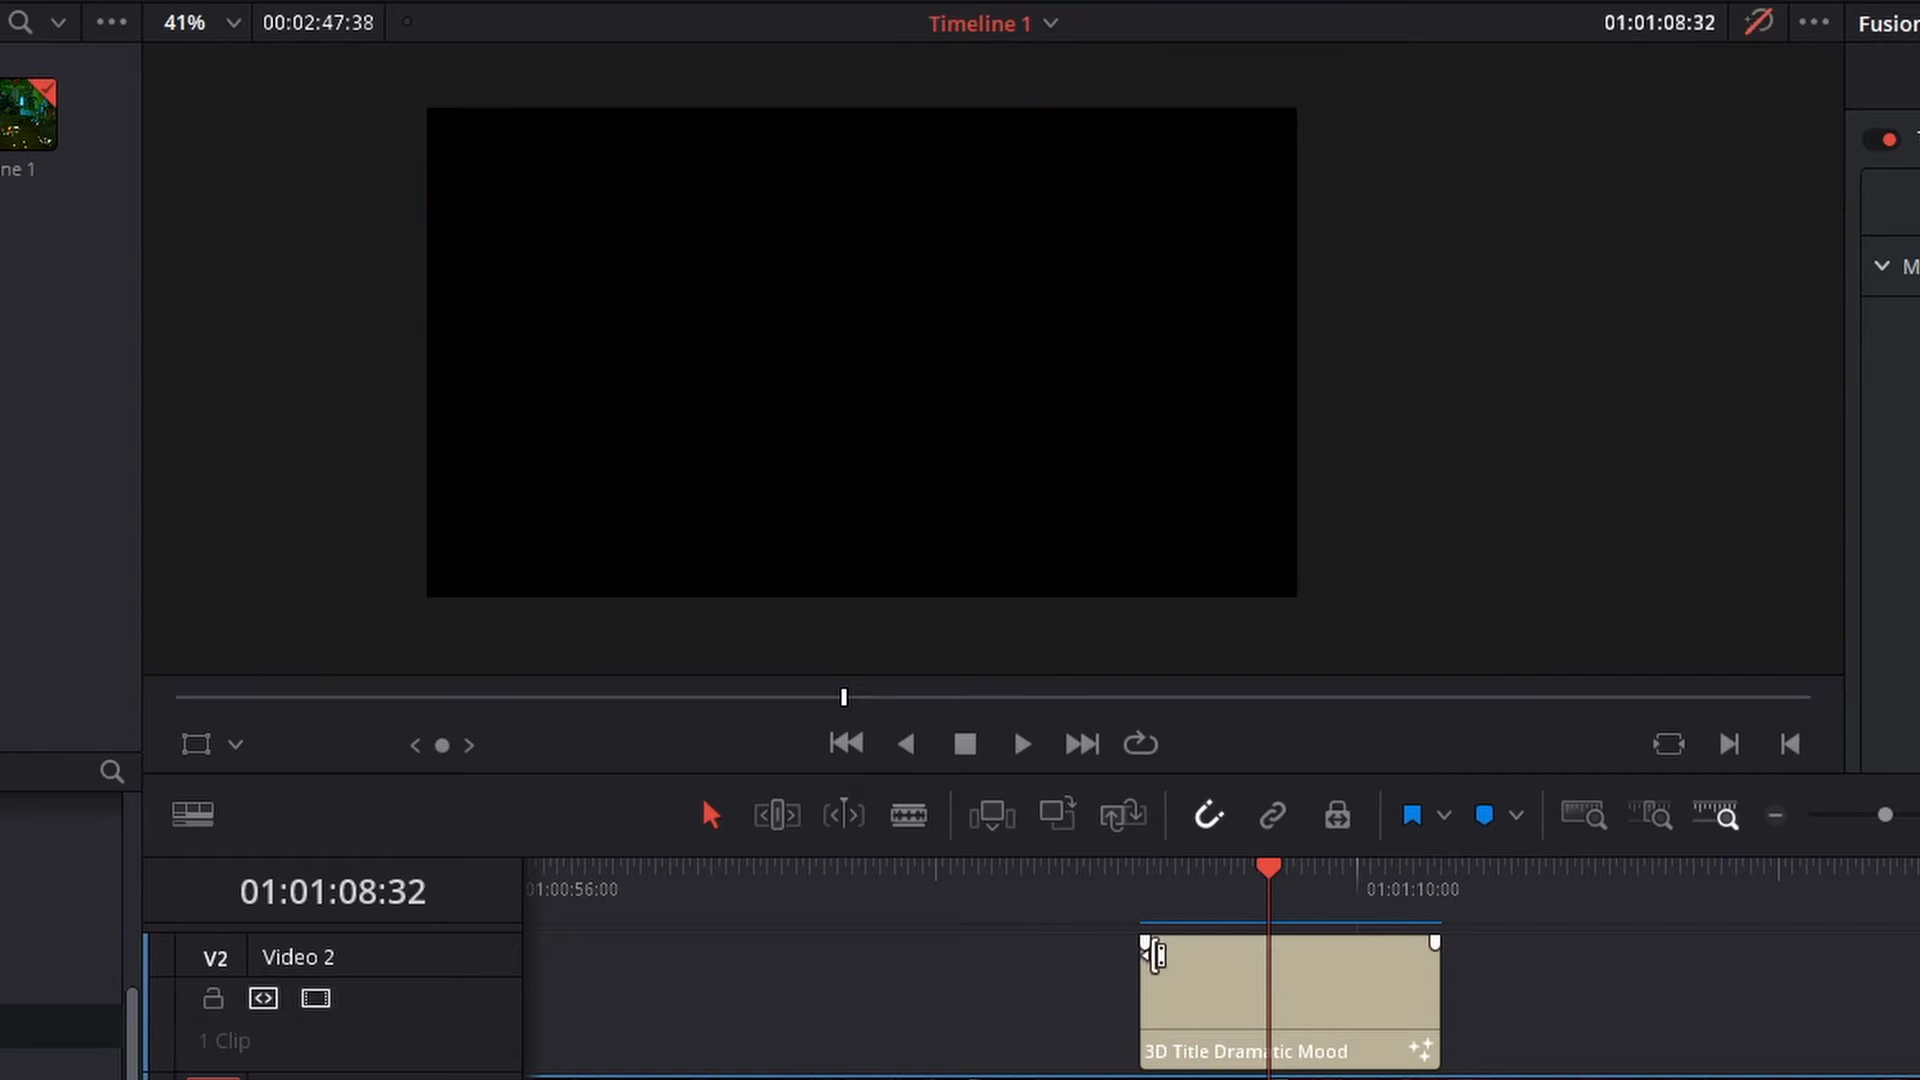 41%
00:02:47:38
Timeline 1
01:01:08:32
Fusion
ne 1
M
01:01:08:32
01:00:56:00
01:01:10:00
V2
Video 2
1 Clip
3D Title Dramatic Mood